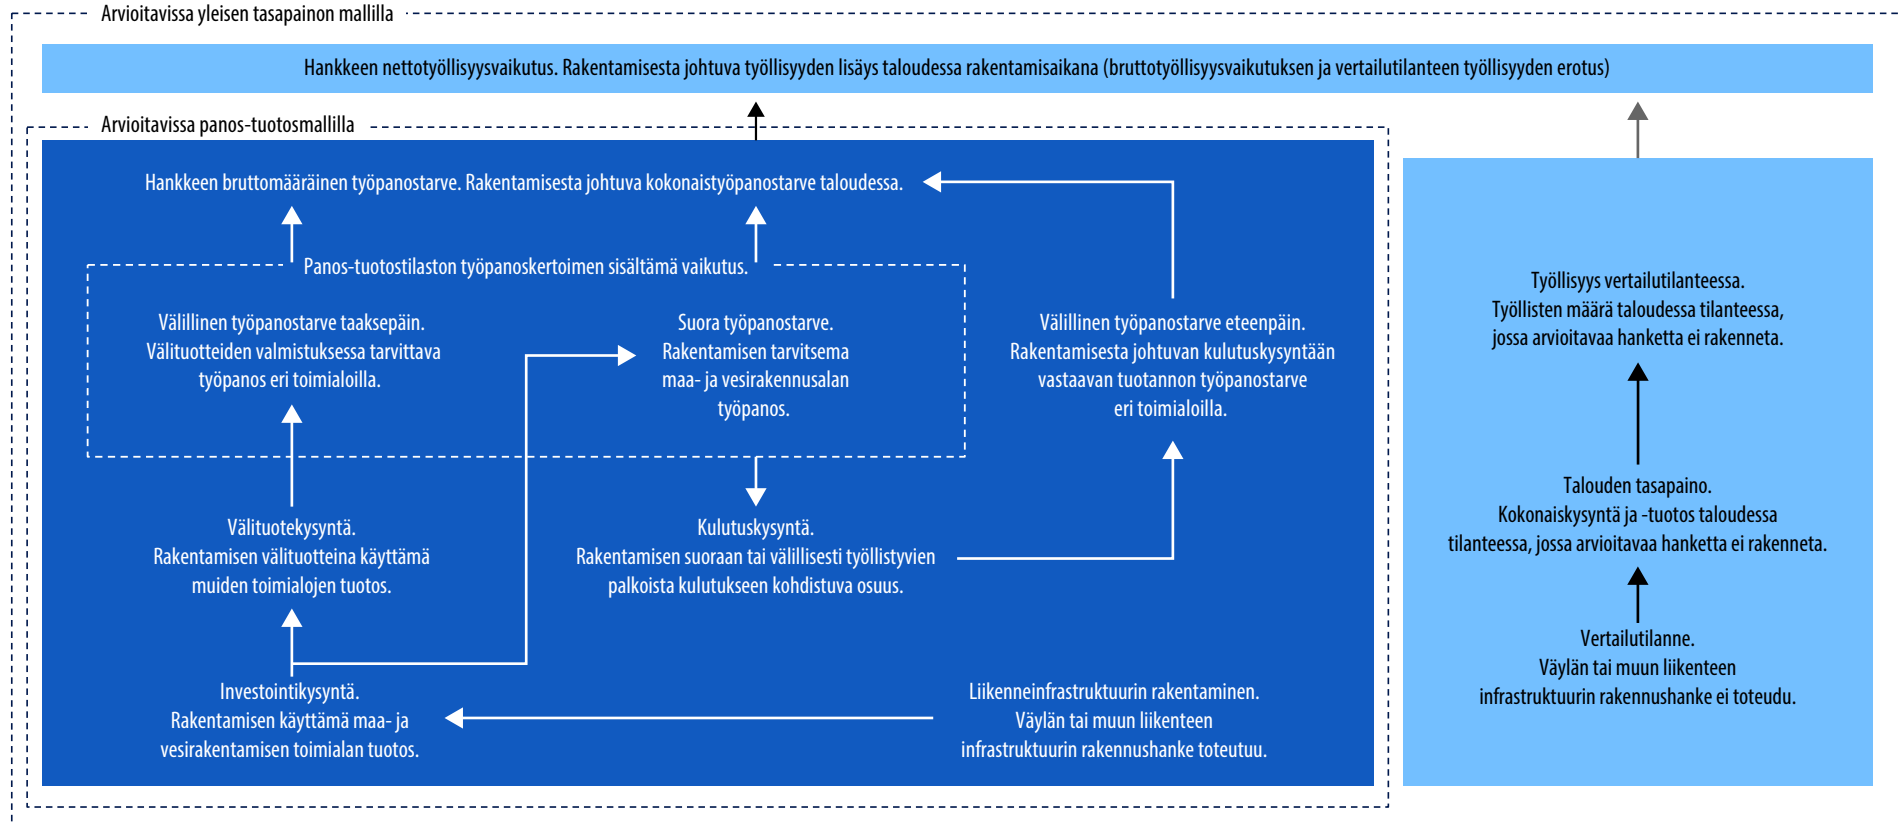 Arvioitavissa yleisen tasapainon mallilla
Hankkeen nettotyöllisyysvaikutus. Rakentamisesta johtuva työllisyyden lisäys taloudessa rakentamisaikana (bruttotyöllisyysvaikutuksen ja vertailutilanteen työllisyyden erotus)
Arvioitavissa panos-tuotosmallilla
Hankkeen bruttomääräinen työpanostarve. Rakentamisesta johtuva kokonaistyöpanostarve taloudessa.
Panos-tuotostilaston työpanoskertoimen sisältämä vaikutus.
Välillinen työpanostarve taaksepäin.
Välituotteiden valmistuksessa tarvittava
työpanos eri toimialoilla.
Suora työpanostarve.
Rakentamisen tarvitsema
maa- ja vesirakennusalan
työpanos.
Välillinen työpanostarve eteenpäin.
Rakentamisesta johtuvan kulutuskysyntään
vastaavan tuotannon työpanostarve
eri toimialoilla.
Välituotekysyntä.
Rakentamisen välituotteina käyttämä
muiden toimialojen tuotos.
Kulutuskysyntä.
Rakentamisen suoraan tai välillisesti työllistyvien
palkoista kulutukseen kohdistuva osuus.
Investointikysyntä.
Rakentamisen käyttämä maa- ja
vesirakentamisen toimialan tuotos.
Liikenneinfrastruktuurin rakentaminen.
Väylän tai muun liikenteen
infrastruktuurin rakennushanke toteutuu.
Työllisyys vertailutilanteessa.
Työllisten määrä taloudessa tilanteessa,
jossa arvioitavaa hanketta ei rakenneta.
Talouden tasapaino.
Kokonaiskysyntä ja -tuotos taloudessa
tilanteessa, jossa arvioitavaa hanketta ei rakenneta.
Vertailutilanne.
Väylän tai muun liikenteen
infrastruktuurin rakennushanke ei toteudu.